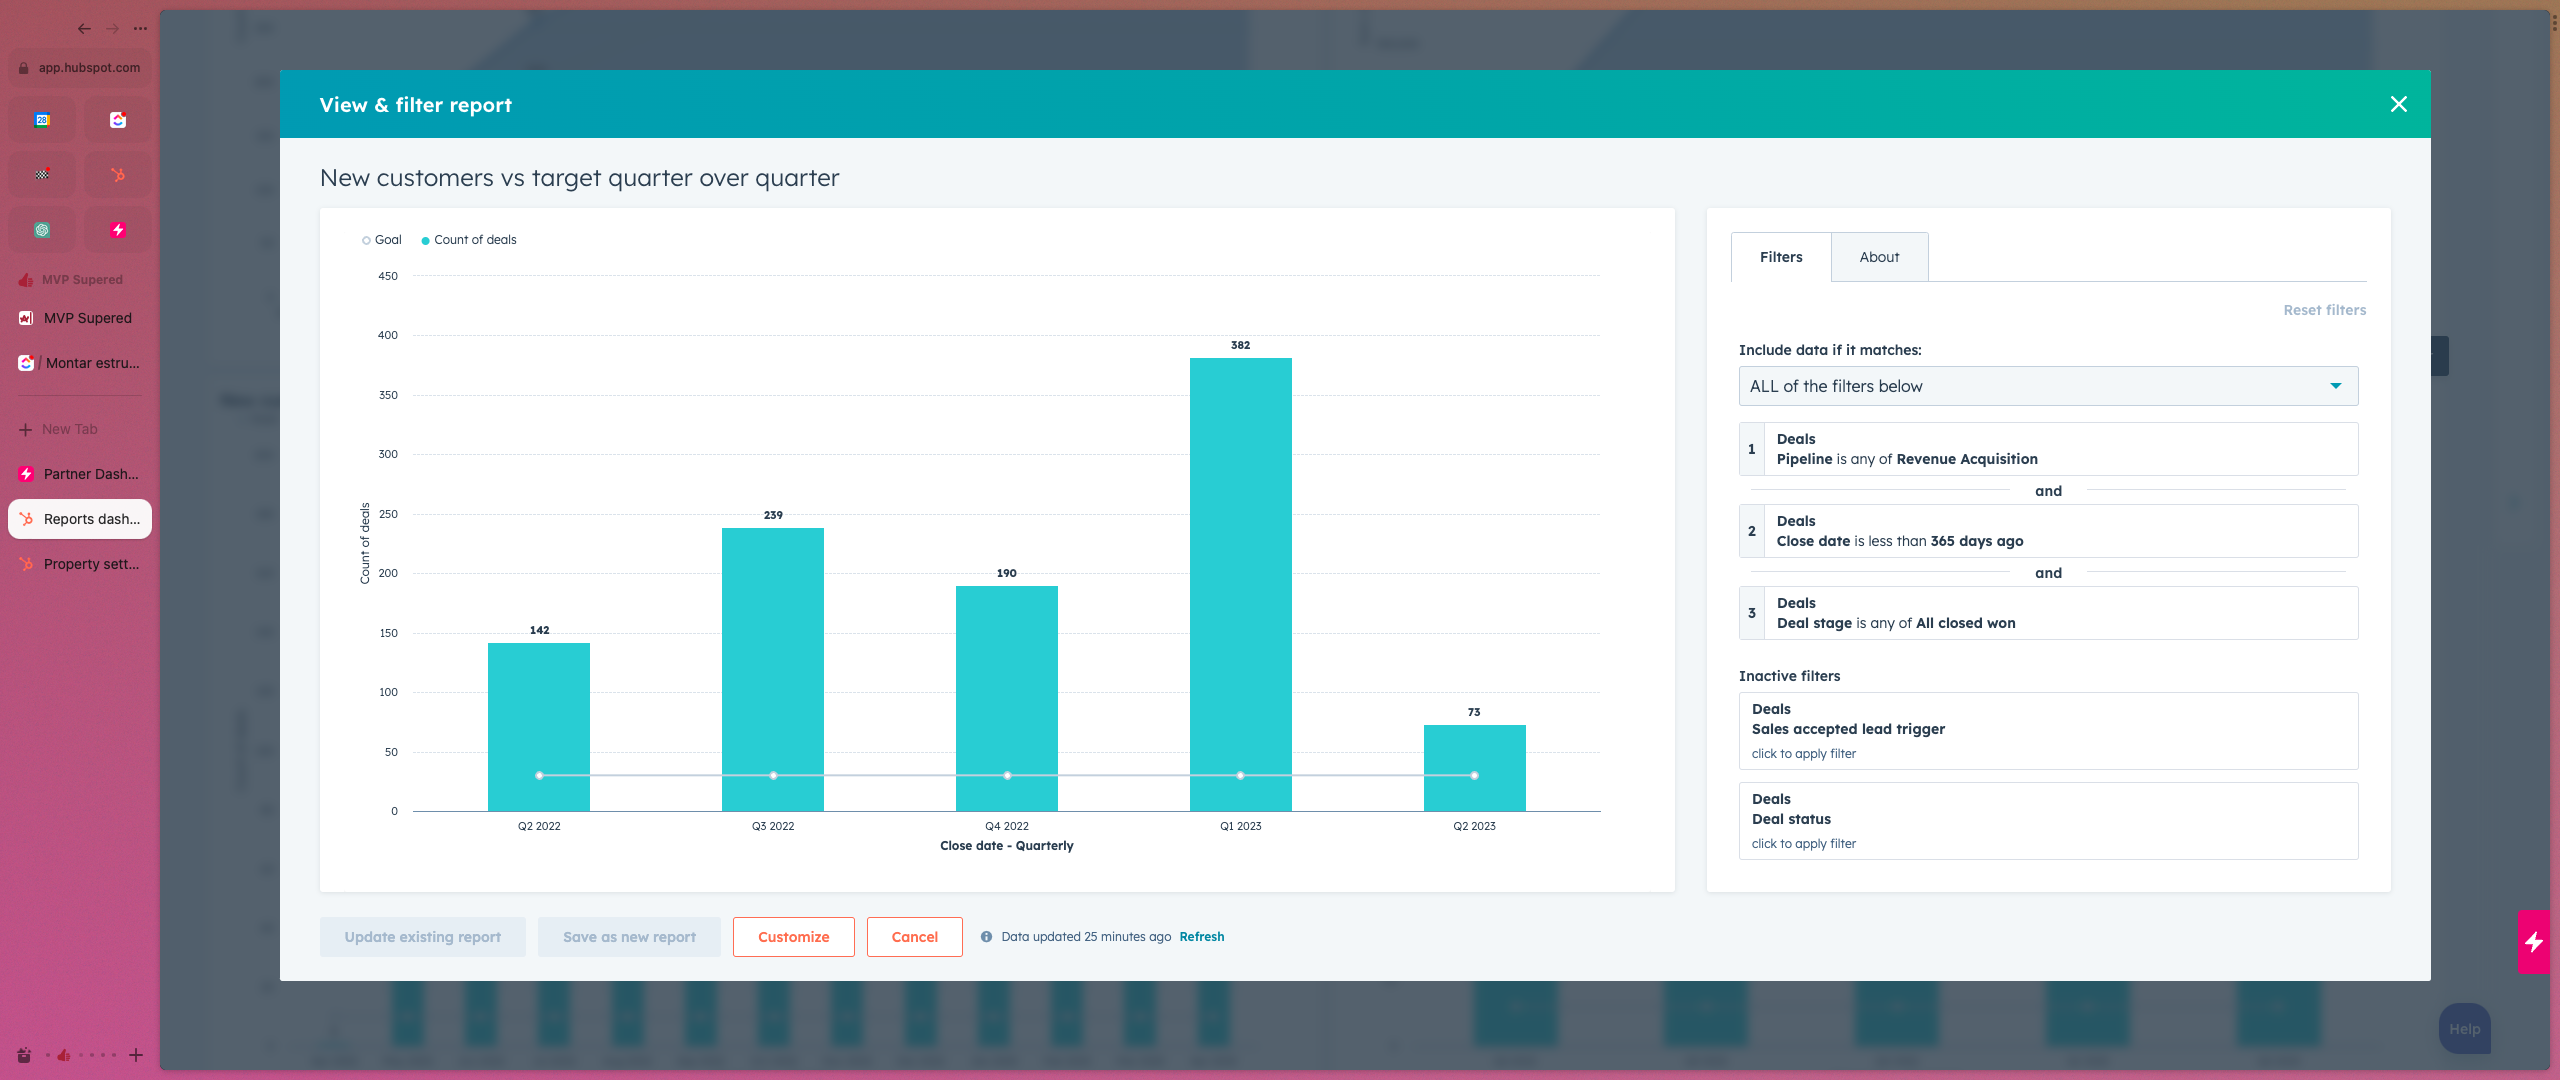 app.hubspot.com
28
MVP Supered
MVP Supered
/ Montar estru...
New Tab
Partner Dash...
Reports dash...
Property sett...
View & filter report
New customers vs target quarter over quarter
Goal
Count of deals
450
400
350
300
250
200
150
100
50
0
Count of deals
142
239
190
382
73
Q2 2022
Q3 2022
Q4 2022
Q1 2023
Q2 2023
Close date - Quarterly
Filters
About
Reset filters
Include data if it matches:
ALL of the filters below
1
Deals
Pipeline is any of Revenue Acquisition
and
2
Deals
Close date is less than 365 days ago
and
3
Deals
Deal stage is any of All closed won
Inactive filters
Deals
Sales accepted lead trigger
click to apply filter
Deals
Deal status
click to apply filter
Update existing report
Save as new report
Customize
Cancel
Data updated 25 minutes ago Refresh
Help